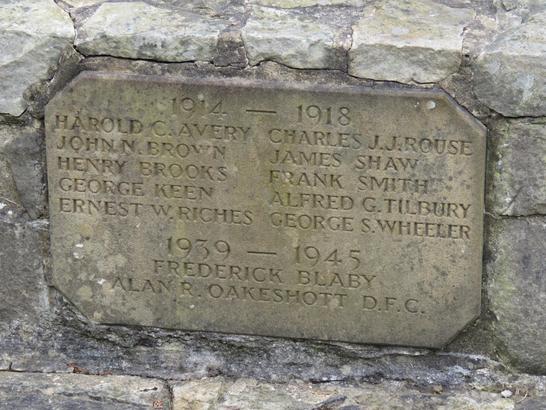 1914 — 1918
HAROLD C. AVERY CHARLES J.J. ROUSE
JOHN N. BROWN JAMES SHAW
HENRY BROOKS FRANK SMITH
GEORGE KEEN ALFRED G. TILBURY
ERNEST W. RICHES GEORGE S. WHEELER
1939 — 1945
FREDERICK BLABY
ALAN R. OAKESHOTT D.F.C.